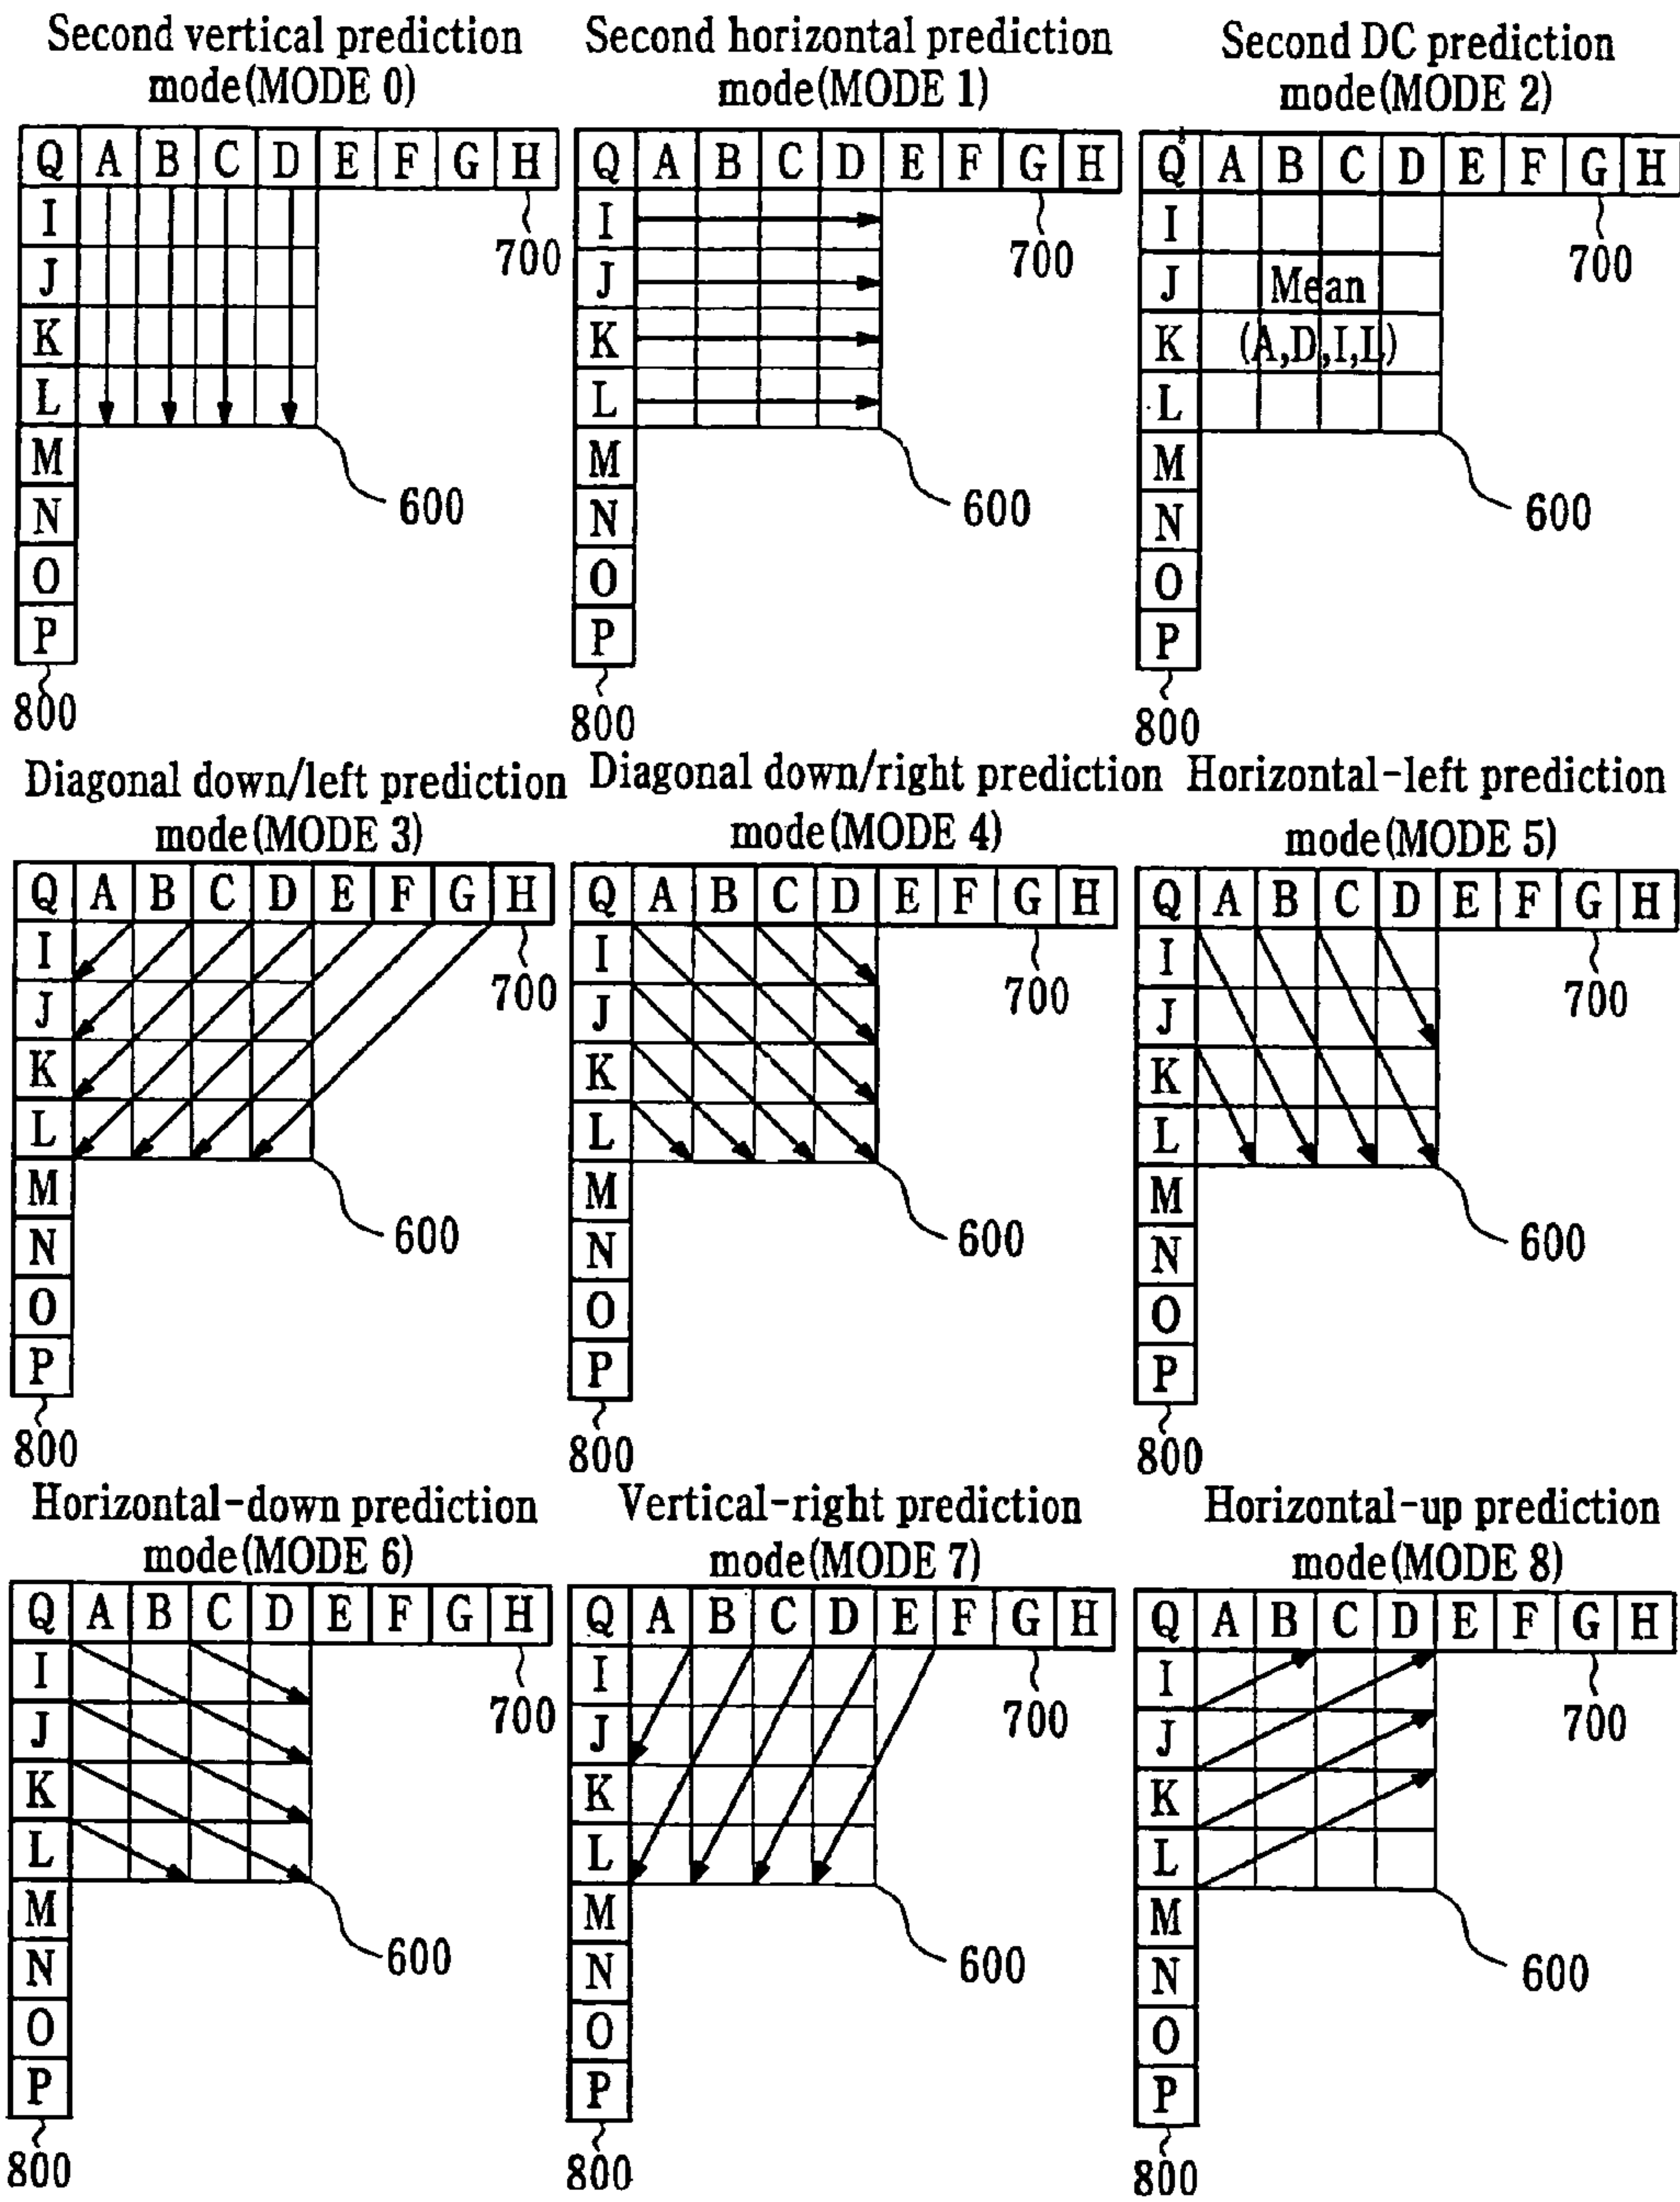 Second vertical prediction
mode(MODE 0)
Q A B C D E F G H
I
J
K
L
M
N
O
P
700
600
800
Second horizontal prediction
mode(MODE 1)
Q A B C D E F G H
I
J
K
L
M
N
O
P
700
600
800
Second DC prediction
mode(MODE 2)
Q A B C D E F G H
I
J Mean
K (A,D,I,L)
L
M
N
O
P
700
600
800
Diagonal down/left prediction
mode(MODE 3)
Q A B C D E F G H
I
J
K
L
M
N
O
P
700
600
800
Diagonal down/right prediction
mode(MODE 4)
Q A B C D E F G H
I
J
K
L
M
N
O
P
700
600
800
Horizontal-left prediction
mode(MODE 5)
Q A B C D E F G H
I
J
K
L
M
N
O
P
700
600
800
Horizontal-down prediction
mode(MODE 6)
Q A B C D E F G H
I
J
K
L
M
N
O
P
700
600
800
Vertical-right prediction
mode(MODE 7)
Q A B C D E F G H
I
J
K
L
M
N
O
P
700
600
800
Horizontal-up prediction
mode(MODE 8)
Q A B C D E F G H
I
J
K
L
M
N
O
P
700
600
800